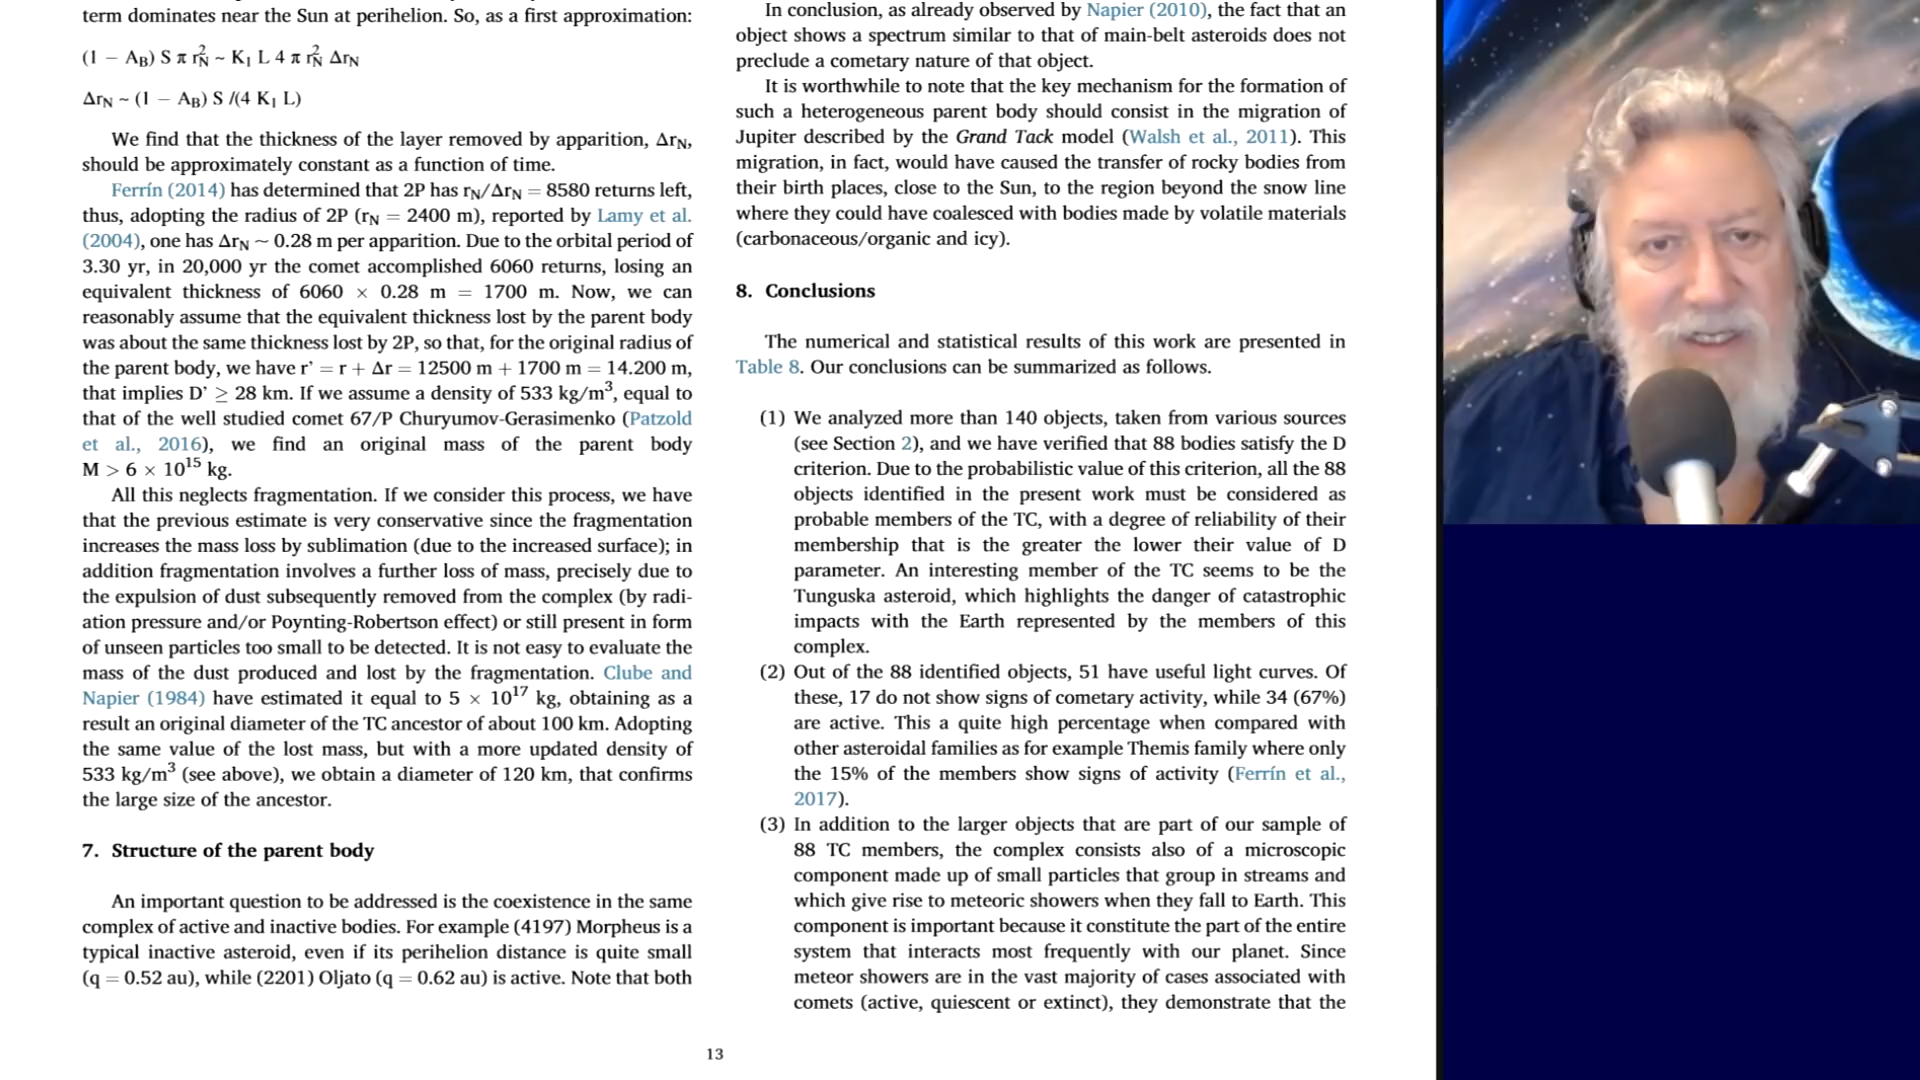 term dominates near the Sun at perihelion. So, as a first approximation:
(1 − AB) S π r²N ~ K1 L 4 π r²N ΔrN
ΔrN ~ (1 − AB) S /(4 K1 L)
We find that the thickness of the layer removed by apparition, ΔrN,
should be approximately constant as a function of time.
Ferrín (2014) has determined that 2P has rN/ΔrN = 8580 returns left,
thus, adopting the radius of 2P (rN = 2400 m), reported by Lamy et al.
(2004), one has ΔrN ~ 0.28 m per apparition. Due to the orbital period of
3.30 yr, in 20,000 yr the comet accomplished 6060 returns, losing an
equivalent thickness of 6060 × 0.28 m = 1700 m. Now, we can
reasonably assume that the equivalent thickness lost by the parent body
was about the same thickness lost by 2P, so that, for the original radius of
the parent body, we have r' = r + Δr = 12500 m + 1700 m = 14.200 m,
that implies D' ≥ 28 km. If we assume a density of 533 kg/m³, equal to
that of the well studied comet 67/P Churyumov-Gerasimenko (Patzold
et al., 2016), we find an original mass of the parent body
M > 6 × 10¹⁵ kg.
All this neglects fragmentation. If we consider this process, we have
that the previous estimate is very conservative since the fragmentation
increases the mass loss by sublimation (due to the increased surface); in
addition fragmentation involves a further loss of mass, precisely due to
the expulsion of dust subsequently removed from the complex (by radi-
ation pressure and/or Poynting-Robertson effect) or still present in form
of unseen particles too small to be detected. It is not easy to evaluate the
mass of the dust produced and lost by the fragmentation. Clube and
Napier (1984) have estimated it equal to 5 × 10¹⁷ kg, obtaining as a
result an original diameter of the TC ancestor of about 100 km. Adopting
the same value of the lost mass, but with a more updated density of
533 kg/m³ (see above), we obtain a diameter of 120 km, that confirms
the large size of the ancestor.
7. Structure of the parent body
An important question to be addressed is the coexistence in the same
complex of active and inactive bodies. For example (4197) Morpheus is a
typical inactive asteroid, even if its perihelion distance is quite small
(q = 0.52 au), while (2201) Oljato (q = 0.62 au) is active. Note that both
In conclusion, as already observed by Napier (2010), the fact that an
object shows a spectrum similar to that of main-belt asteroids does not
preclude a cometary nature of that object.
It is worthwhile to note that the key mechanism for the formation of
such a heterogeneous parent body should consist in the migration of
Jupiter described by the Grand Tack model (Walsh et al., 2011). This
migration, in fact, would have caused the transfer of rocky bodies from
their birth places, close to the Sun, to the region beyond the snow line
where they could have coalesced with bodies made by volatile materials
(carbonaceous/organic and icy).
8. Conclusions
The numerical and statistical results of this work are presented in
Table 8. Our conclusions can be summarized as follows.
(1) We analyzed more than 140 objects, taken from various sources
(see Section 2), and we have verified that 88 bodies satisfy the D
criterion. Due to the probabilistic value of this criterion, all the 88
objects identified in the present work must be considered as
probable members of the TC, with a degree of reliability of their
membership that is the greater the lower their value of D
parameter. An interesting member of the TC seems to be the
Tunguska asteroid, which highlights the danger of catastrophic
impacts with the Earth represented by the members of this
complex.
(2) Out of the 88 identified objects, 51 have useful light curves. Of
these, 17 do not show signs of cometary activity, while 34 (67%)
are active. This a quite high percentage when compared with
other asteroidal families as for example Themis family where only
the 15% of the members show signs of activity (Ferrín et al.,
2017).
(3) In addition to the larger objects that are part of our sample of
88 TC members, the complex consists also of a microscopic
component made up of small particles that group in streams and
which give rise to meteoric showers when they fall to Earth. This
component is important because it constitute the part of the entire
system that interacts most frequently with our planet. Since
meteor showers are in the vast majority of cases associated with
comets (active, quiescent or extinct), they demonstrate that the
13